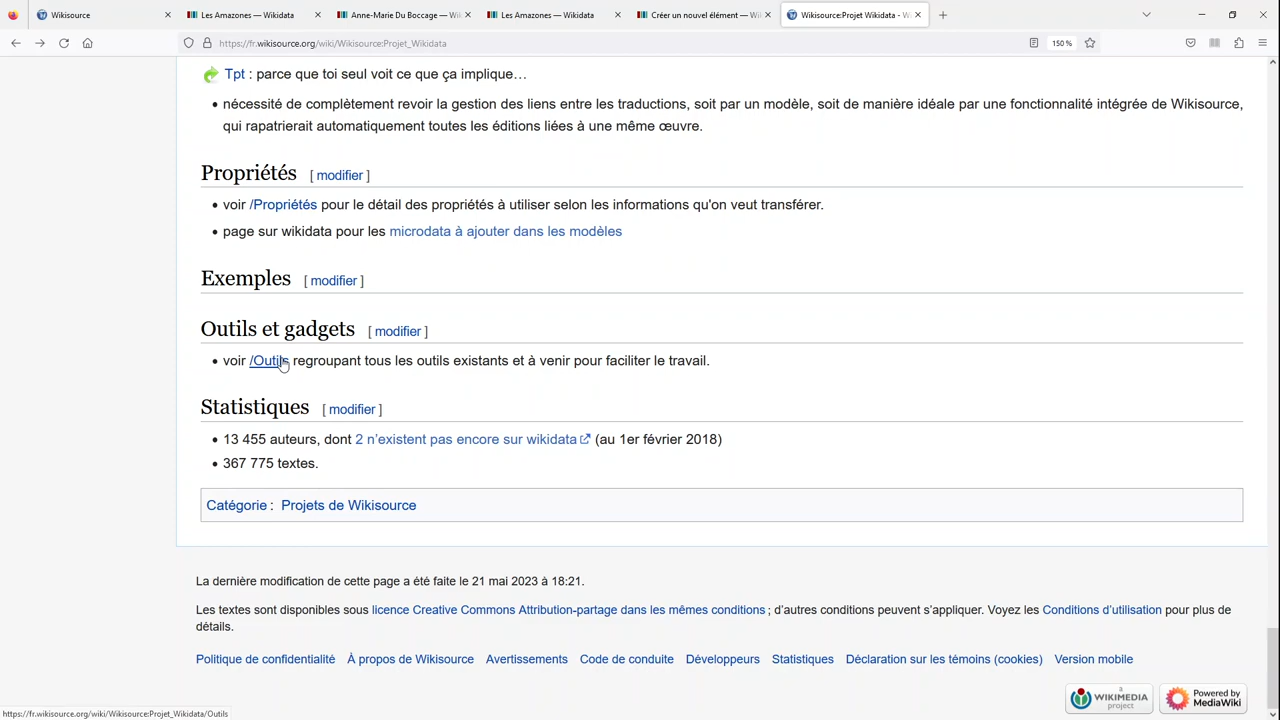 Wikisource
Les Amazones — Wikidata
Anne-Marie Du Boccage — Wik
Les Amazones — Wikidata
Créer un nouvel élément — Wi
Wikisource:Projet Wikidata - W
https://fr.wikisource.org/wiki/Wikisource:Projet_Wikidata
150 %
Tpt : parce que toi seul voit ce que ça implique…
• nécessité de complètement revoir la gestion des liens entre les traductions, soit par un modèle, soit de manière idéale par une fonctionnalité intégrée de Wikisource,
qui rapatrierait automatiquement toutes les éditions liées à une même œuvre.
Propriétés [ modifier ]
• voir /Propriétés pour le détail des propriétés à utiliser selon les informations qu'on veut transférer.
• page sur wikidata pour les microdata à ajouter dans les modèles
Exemples [ modifier ]
Outils et gadgets [ modifier ]
• voir /Outils regroupant tous les outils existants et à venir pour faciliter le travail.
Statistiques [ modifier ]
• 13 455 auteurs, dont 2 n’existent pas encore sur wikidata (au 1er février 2018)
• 367 775 textes.
Catégorie : Projets de Wikisource
La dernière modification de cette page a été faite le 21 mai 2023 à 18:21.
Les textes sont disponibles sous licence Creative Commons Attribution-partage dans les mêmes conditions ; d’autres conditions peuvent s’appliquer. Voyez les Conditions d’utilisation pour plus de
détails.
Politique de confidentialité À propos de Wikisource Avertissements Code de conduite Développeurs Statistiques Déclaration sur les témoins (cookies) Version mobile
a WIKIMEDIA project
Powered by MediaWiki
https://fr.wikisource.org/wiki/Wikisource:Projet_Wikidata/Outils